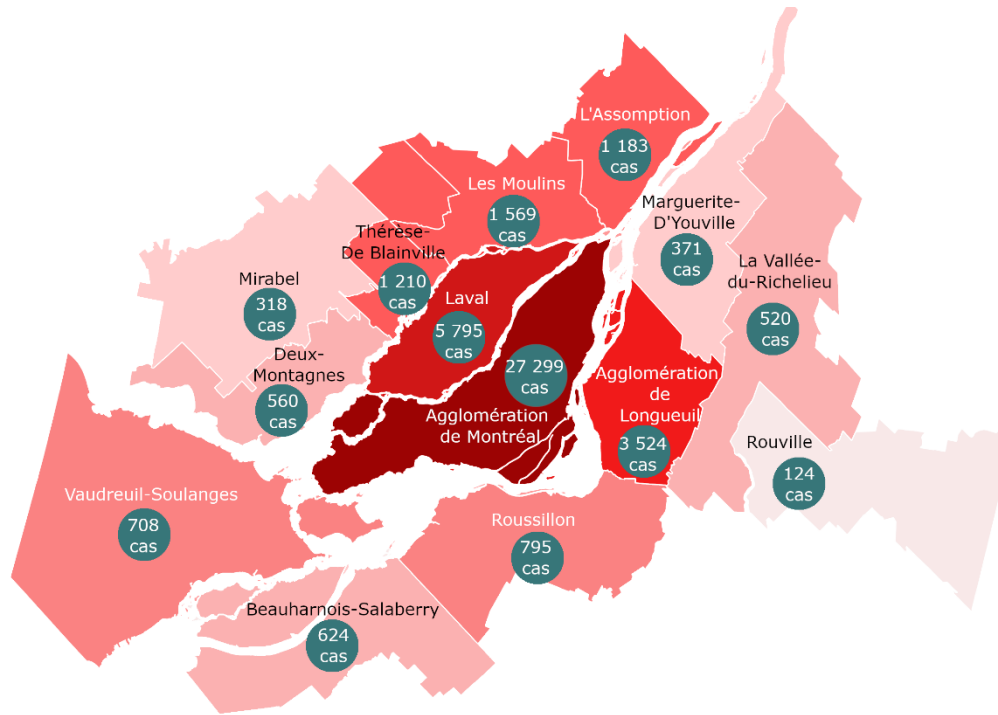 L'Assomption
1 183
cas
Les Moulins
1 569
cas
Marguerite-
D'Youville
371
cas
Thérèse-
De Blainville
1 210
cas
La Vallée-
du-Richelieu
520
cas
Mirabel
318
cas
Laval
5 795
cas
Deux-
Montagnes
560
cas
27 299
cas
Agglomération
de Montréal
Agglomération
de
Longueuil
3 524
cas
Rouville
124
cas
Vaudreuil-Soulanges
708
cas
Roussillon
795
cas
Beauharnois-Salaberry
624
cas